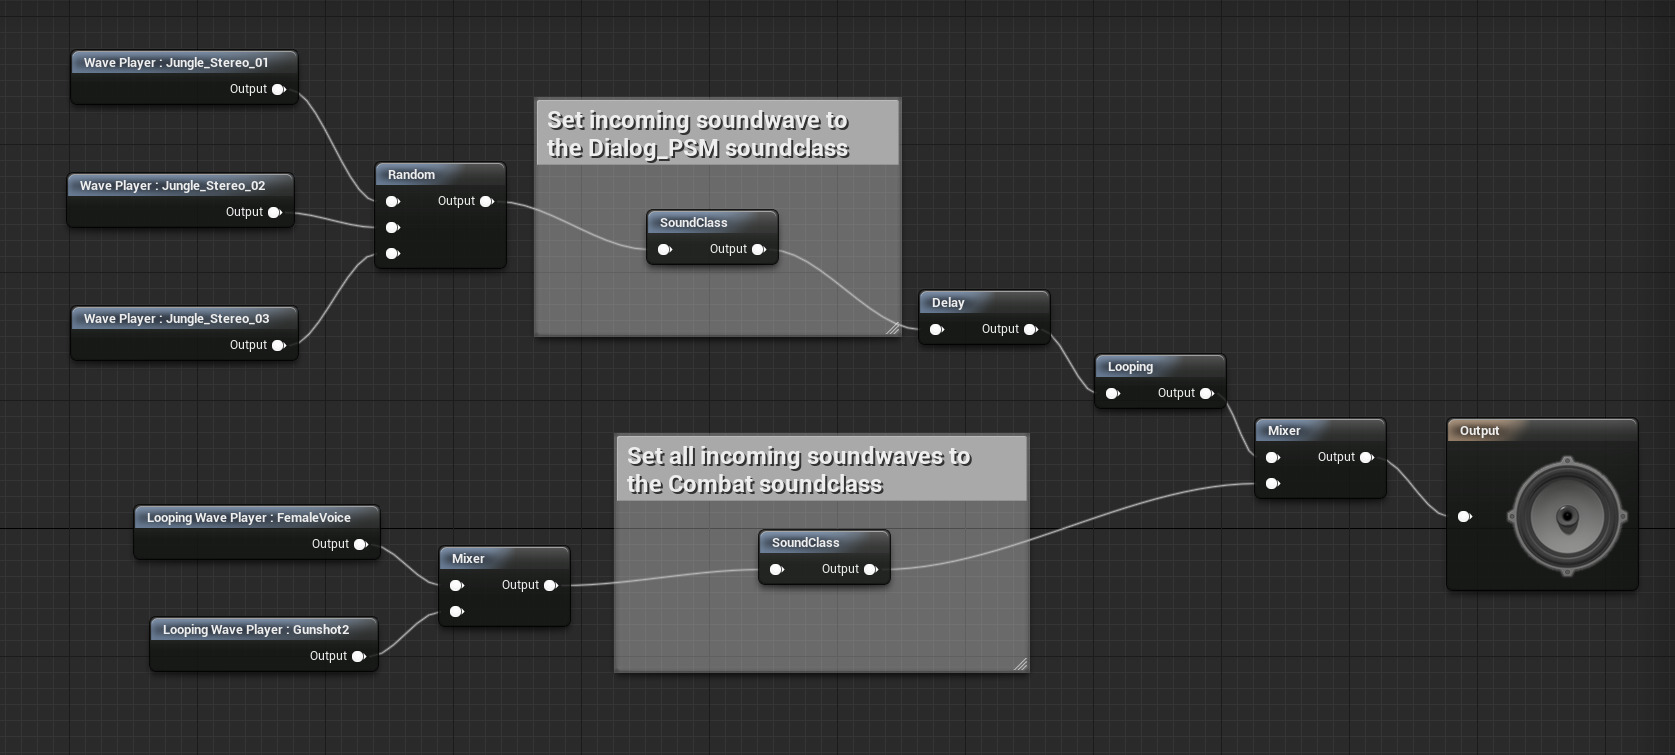 Wave Player : Jungle_Stereo_01
Output
Wave Player : Jungle_Stereo_02
Output
Wave Player : Jungle_Stereo_03
Output
Random
Output
Set incoming soundwave to
the Dialog_PSM soundclass
SoundClass
Output
Delay
Output
Looping
Output
Looping Wave Player : FemaleVoice
Output
Looping Wave Player : Gunshot2
Output
Mixer
Output
Set all incoming soundwaves to
the Combat soundclass
SoundClass
Output
Mixer
Output
Output